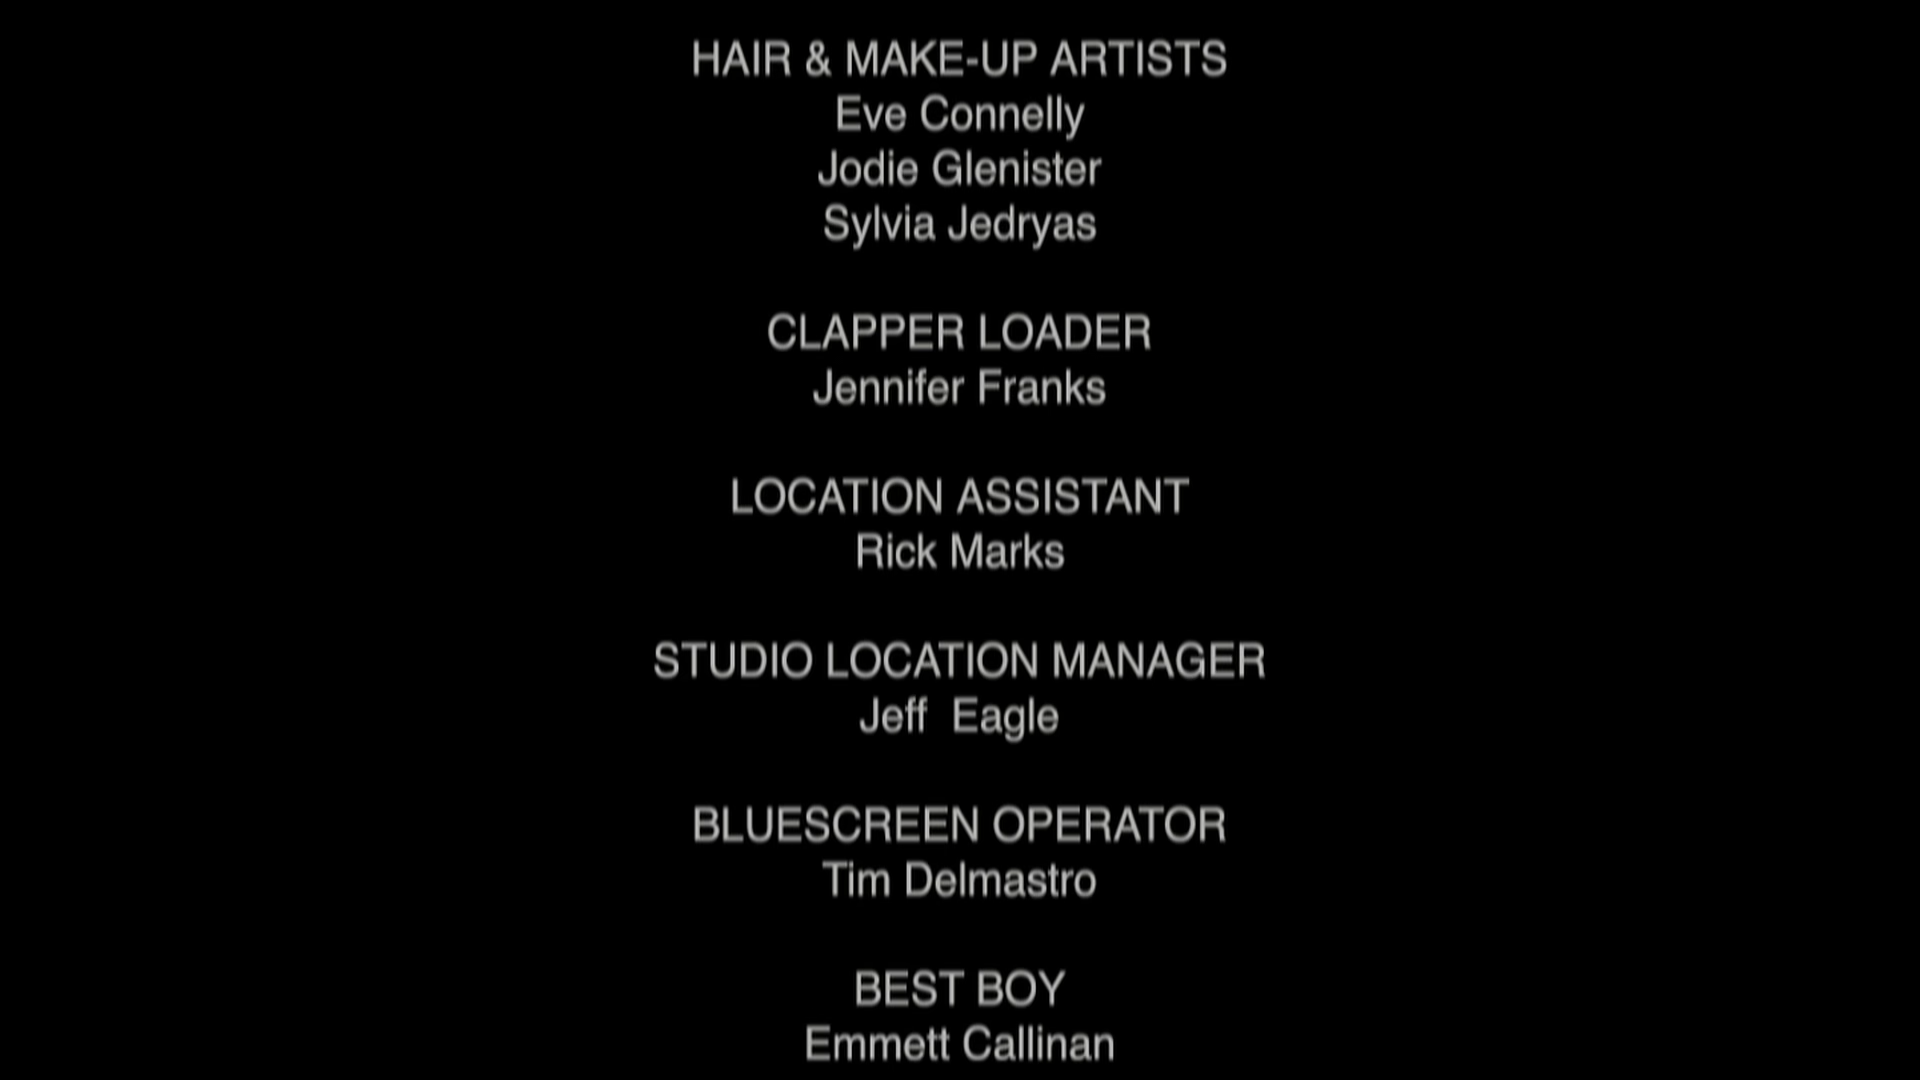 HAIR & MAKE-UP ARTISTS
Eve Connelly
Jodie Glenister
Sylvia Jedryas
CLAPPER LOADER
Jennifer Franks
LOCATION ASSISTANT
Rick Marks
STUDIO LOCATION MANAGER
Jeff  Eagle
BLUESCREEN OPERATOR
Tim Delmastro
BEST BOY
Emmett Callinan